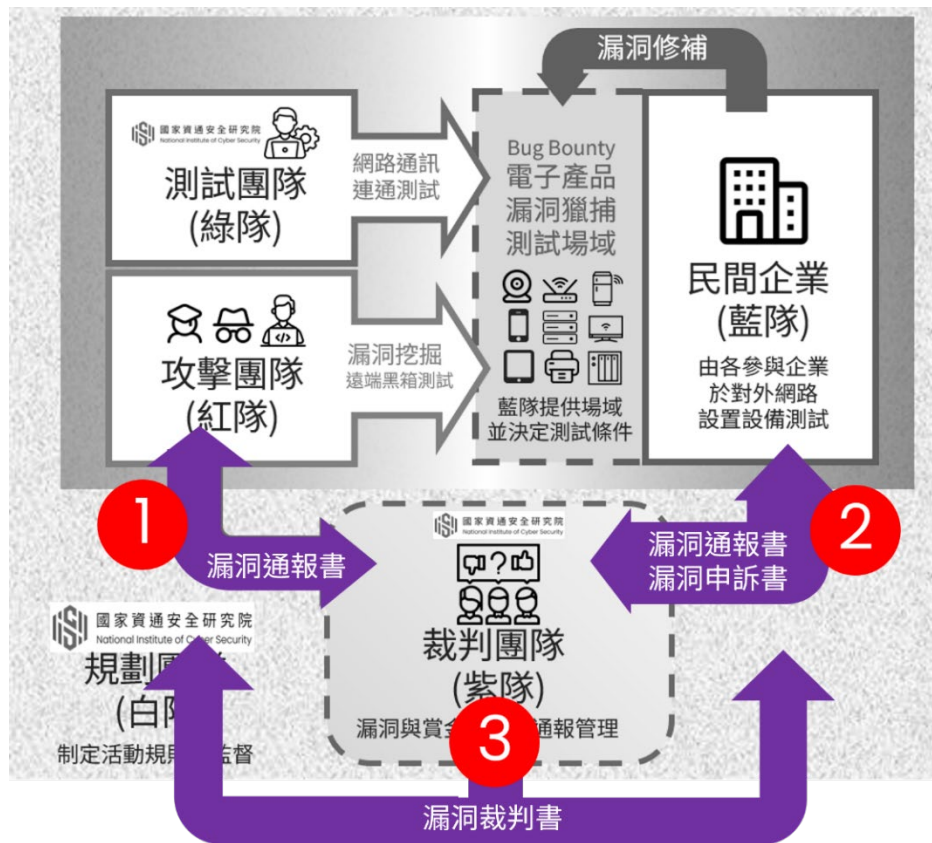 漏洞修補
國家資通安全研究院
National Institute of Cyber Security
測試團隊
(綠隊)
網路通訊
連通測試
Bug Bounty
電子產品
漏洞獵捕
測試場域
藍隊提供場域
並決定測試條件
民間企業
(藍隊)
由各參與企業
於對外網路
設置設備測試
攻擊團隊
(紅隊)
漏洞挖掘
遠端黑箱測試
1
漏洞通報書
2
漏洞通報書
漏洞申訴書
國家資通安全研究院
National Institute of Cyber Security
?
裁判團隊
(紫隊)
漏洞與賞金 通報管理
3
國家資通安全研究院
National Institute of Cyber Security
規劃
(白
制定活動規 監督
漏洞裁判書